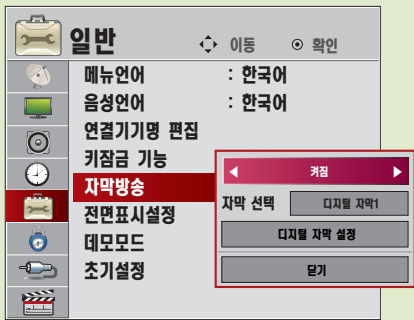 일반 이동 확인
메뉴언어 : 한국어
음성언어 : 한국어
연결기기명 편집
키잠금 기능
자막방송
전면표시설정
데모모드
초기설정
켜짐
자막 선택 디지털 자막1
디지털 자막 설정
닫기